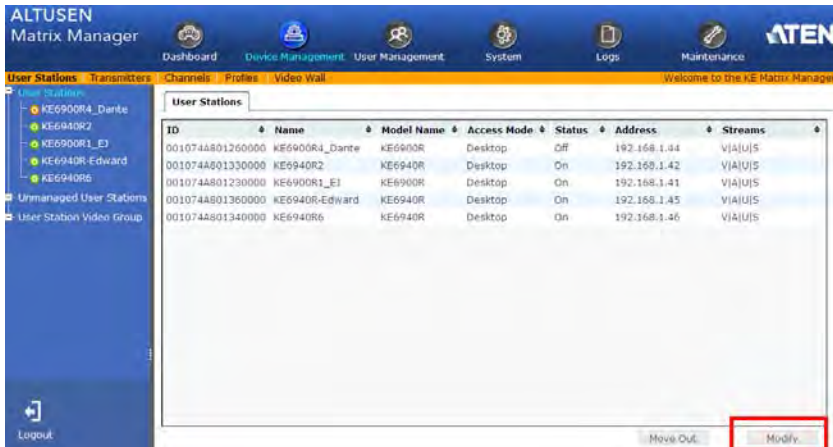 ALTUSEN
Matrix Manager
Dashboard Device Management User Management System Logs Maintenance
ATEN
User Stations Transmitters Channels Profiles Video Wall Welcome to the KE Matrix Manager
User Stations
KE6900R4_Dante
KE6940R2
KE6900R1_EJ
KE6940R-Edward
KE6940R6
Unmanaged User Stations
User Station Video Group
Logout
User Stations
ID Name Model Name Access Mode Status Address Streams
001074A801260000 KE6900R4_Dante KE6900R Desktop Off 192.168.1.44 V|A|U|S
001074A801330000 KE6940R2 KE6940R Desktop On 192.168.1.42 V|A|U|S
001074A801230000 KE6900R1_EJ KE6900R Desktop On 192.168.1.41 V|A|U|S
001074A801360000 KE6940R-Edward KE6940R Desktop On 192.168.1.45 V|A|U|S
001074A801340000 KE6940R6 KE6940R Desktop On 192.168.1.46 V|A|U|S
Move Out Modify